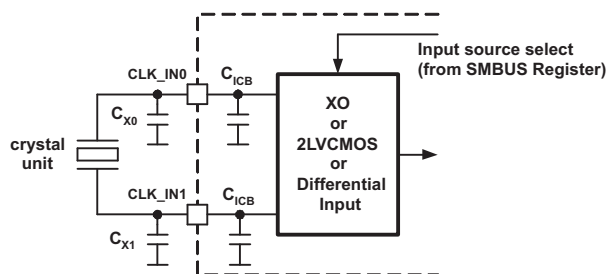 Input source select
(from SMBUS Register)
CLK_IN0
CICB
CX0
XO
or
2LVCMOS
or
Differential
Input
crystal
unit
CLK_IN1
CICB
CX1